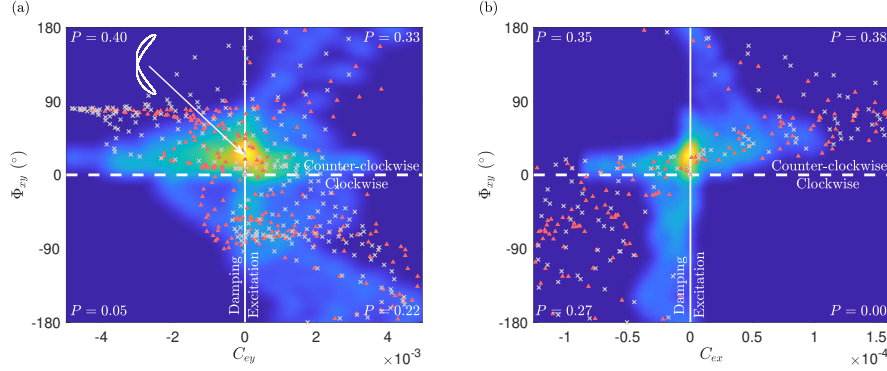 (a)
P = 0.40
P = 0.33
180
90
0
-90
-180
Φxy (°)
Counter-clockwise
Clockwise
Damping
Excitation
P = 0.05
P = 0.22
-4
-2
0
2
4
Cey
×10⁻³
(b)
P = 0.35
P = 0.38
180
90
0
-90
-180
Φxy (°)
Counter-clockwise
Clockwise
Damping
Excitation
P = 0.27
P = 0.00
-1
-0.5
0
0.5
1
1.5
Cex
×10⁻⁴